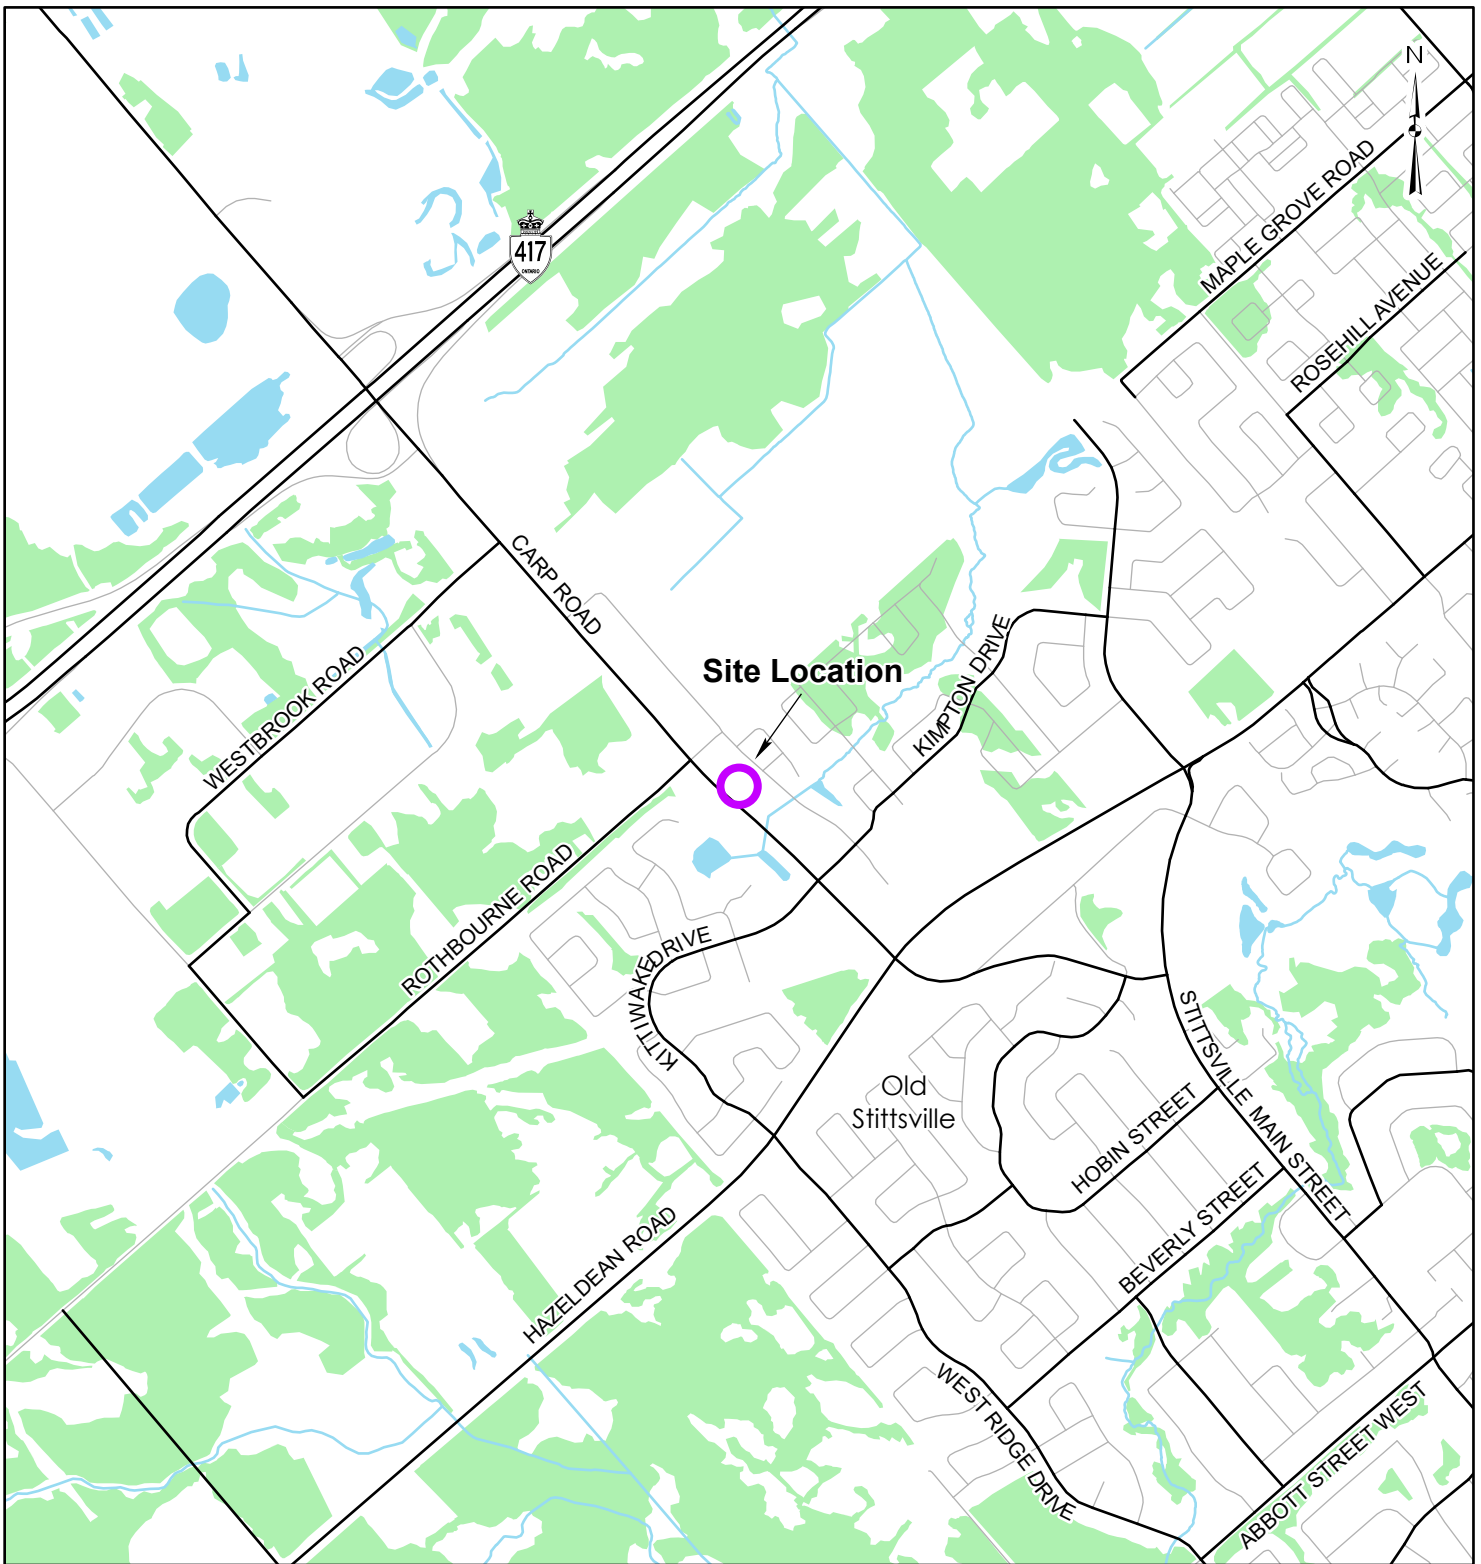 N
MAPLE GROVE ROAD
417
ONTARIO
ROSEHILL AVENUE
CARP ROAD
Site Location
KIMPTON DRIVE
WESTBROOK ROAD
ROTHBOURNE ROAD
KITTIWAKE DRIVE
STITTSVILLE MAIN STREET
Old
Stittsville
HOBIN STREET
BEVERLY STREET
HAZELDEAN ROAD
WEST RIDGE DRIVE
ABBOTT STREET WEST